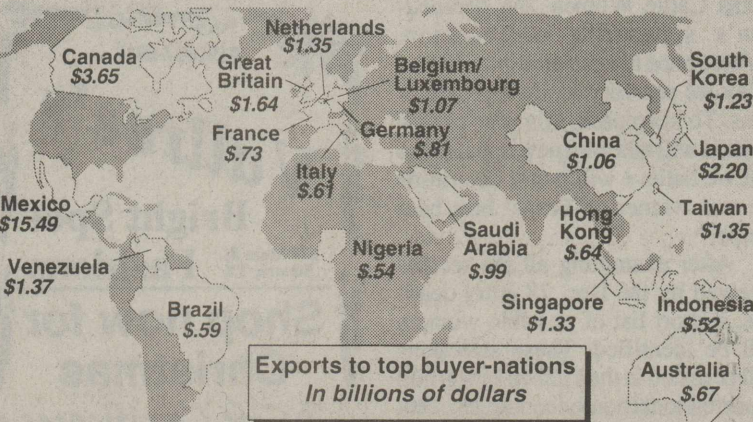 Canada
$3.65
Netherlands
$1.35
Great
Britain
$1.64
Belgium/
Luxembourg
$1.07
South
Korea
$1.23
France
$.73
Germany
$.81
Italy
$.61
China
$1.06
Japan
$2.20
Mexico
$15.49
Venezuela
$1.37
Brazil
$.59
Nigeria
$.54
Saudi
Arabia
$.99
Hong
Kong
$.64
Taiwan
$1.35
Singapore
$1.33
Indonesia
$.52
Australia
$.67
Exports to top buyer-nations
In billions of dollars